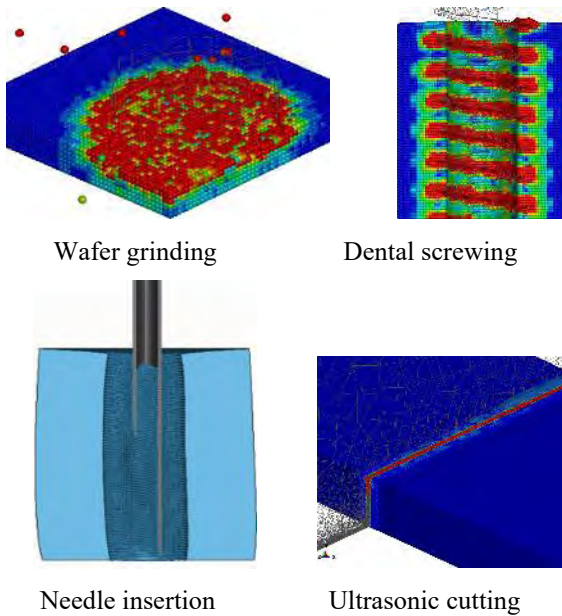 Wafer grinding
Dental screwing
Needle insertion
Ultrasonic cutting